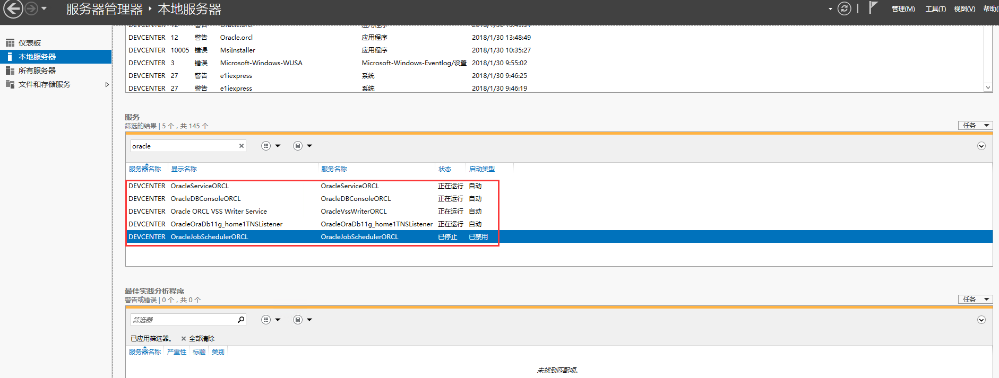 服务器管理器 · 本地服务器
管理(M) 工具(T) 视图(V) 帮助(
仪表板
本地服务器
所有服务器
文件和存储服务
DEVCENTER 12 警告 Oracle.orcl 应用程序
DEVCENTER 12 警告 Oracle.orcl 应用程序 2018/1/30 13:48:49
DEVCENTER 10005 错误 MsiInstaller 应用程序 2018/1/30 10:35:27
DEVCENTER 3 错误 Microsoft-Windows-WUSA Microsoft-Windows-Eventlog/设置 2018/1/30 9:55:02
DEVCENTER 27 警告 e1iexpress 系统 2018/1/30 9:46:25
DEVCENTER 27 警告 e1iexpress 系统 2018/1/30 9:46:19
服务
筛选的结果 | 5 个，共 145 个
任务
oracle
服务器名称 显示名称 服务名称 状态 启动类型
DEVCENTER OracleServiceORCL OracleServiceORCL 正在运行 自动
DEVCENTER OracleDBConsoleORCL OracleDBConsoleORCL 正在运行 自动
DEVCENTER Oracle ORCL VSS Writer Service OracleVssWriterORCL 正在运行 自动
DEVCENTER OracleOraDb11g_home1TNSListener OracleOraDb11g_home1TNSListener 正在运行 自动
DEVCENTER OracleJobSchedulerORCL OracleJobSchedulerORCL 已停止 已禁用
最佳实践分析程序
警告或错误 | 0 个，共 0 个
任务
筛选器
已应用筛选器。 全部清除
服务器名称 严重性 标题 类别
未找到匹配项。